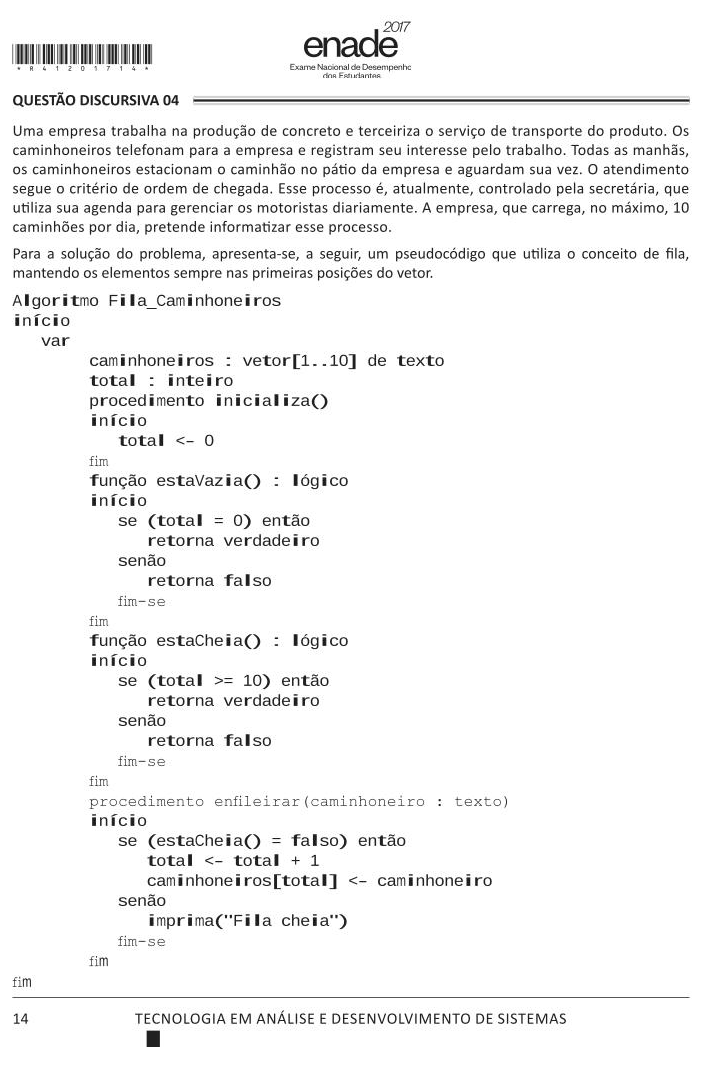 2017
enade
Exame Nacional de Desempenho
dos Estudantes
*R41201714*
QUESTÃO DISCURSIVA 04
Uma empresa trabalha na produção de concreto e terceiriza o serviço de transporte do produto. Os
caminhoneiros telefonam para a empresa e registram seu interesse pelo trabalho. Todas as manhãs,
os caminhoneiros estacionam o caminhão no pátio da empresa e aguardam sua vez. O atendimento
segue o critério de ordem de chegada. Esse processo é, atualmente, controlado pela secretária, que
utiliza sua agenda para gerenciar os motoristas diariamente. A empresa, que carrega, no máximo, 10
caminhões por dia, pretende informatizar esse processo.
Para a solução do problema, apresenta-se, a seguir, um pseudocódigo que utiliza o conceito de fila,
mantendo os elementos sempre nas primeiras posições do vetor.
Algoritmo Fila_Caminhoneiros
início
var
caminhoneiros : vetor[1..10] de texto
total : inteiro
procedimento inicializa()
início
total <- 0
fim
função estaVazia() : lógico
início
se (total = 0) então
retorna verdadeiro
senão
retorna falso
fim-se
fim
função estaCheia() : lógico
início
se (total >= 10) então
retorna verdadeiro
senão
retorna falso
fim-se
fim
procedimento enfileirar(caminhoneiro : texto)
início
se (estaCheia() = falso) então
total <- total + 1
caminhoneiros[total] <- caminhoneiro
senão
imprima("Fila cheia")
fim-se
fim
fim
14 TECNOLOGIA EM ANÁLISE E DESENVOLVIMENTO DE SISTEMAS